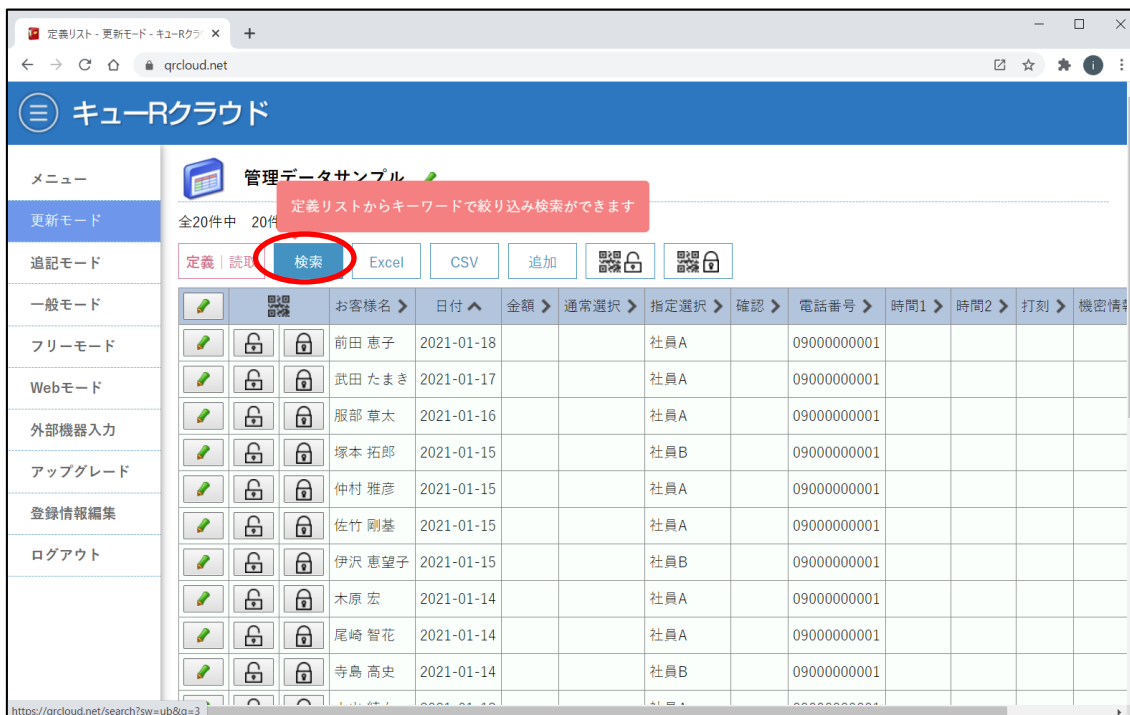 定義リスト - 更新モード - キューRクラ
qrcloud.net
キューRクラウド
メニュー
更新モード
追記モード
一般モード
フリーモード
Webモード
外部機器入力
アップグレード
登録情報編集
ログアウト
管理データサンプル
定義リストからキーワードで絞り込み検索ができます
全20件中 20件
定義 | 読取 検索 Excel CSV 追加
お客様名 日付 金額 通常選択 指定選択 確認 電話番号 時間1 時間2 打刻 機密情報
前田 恵子 2021-01-18 社員A 09000000001
武田 たまき 2021-01-17 社員A 09000000001
服部 草太 2021-01-16 社員A 09000000001
塚本 拓郎 2021-01-15 社員B 09000000001
仲村 雅彦 2021-01-15 社員A 09000000001
佐竹 剛基 2021-01-15 社員A 09000000001
伊沢 恵望子 2021-01-15 社員B 09000000001
木原 宏 2021-01-14 社員A 09000000001
尾崎 智花 2021-01-14 社員A 09000000001
寺島 高史 2021-01-14 社員B 09000000001
https://qrcloud.net/search?sw=ub&q=3